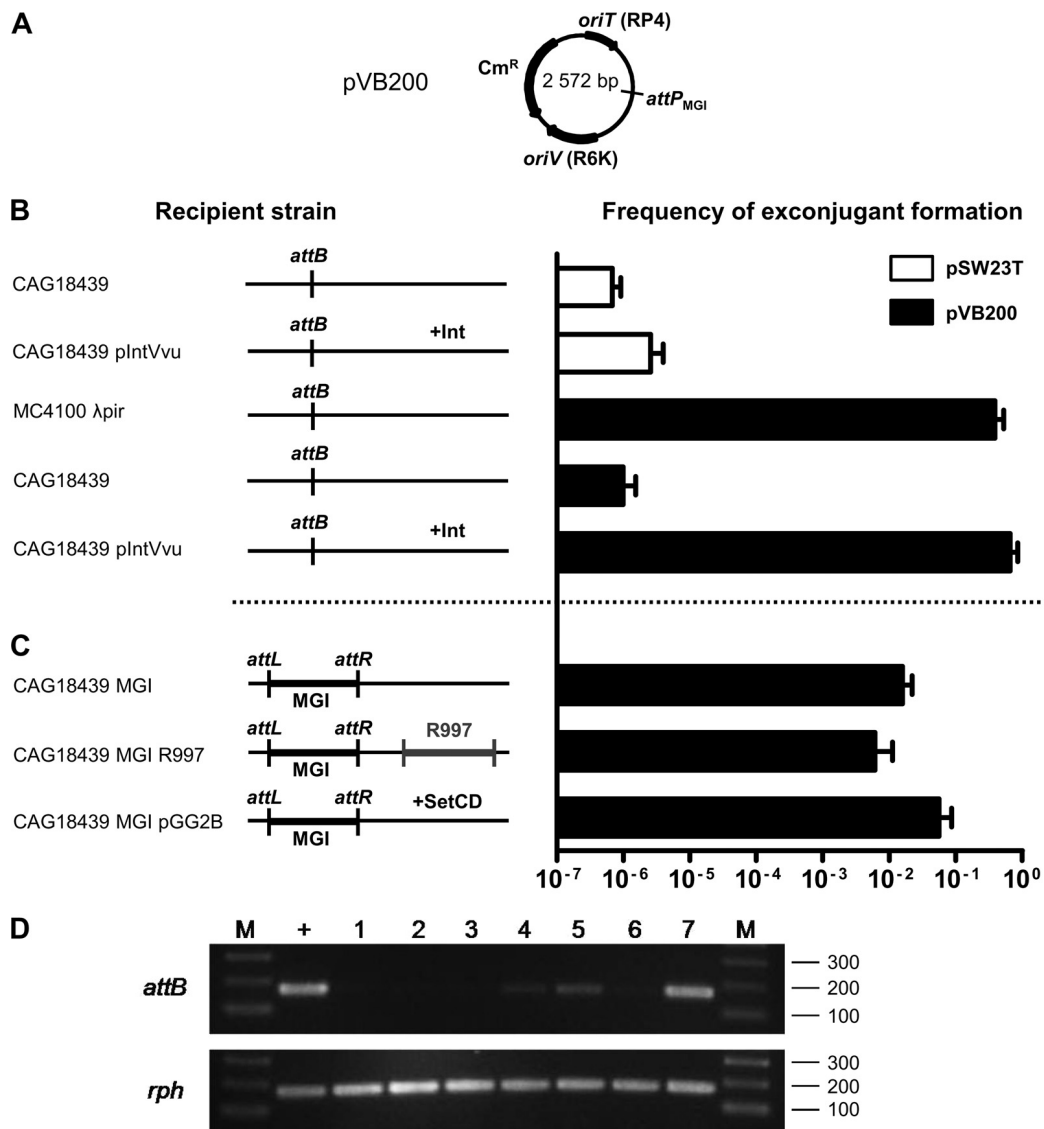 A
pVB200
oriT (RP4)
CmR
2 572 bp
attPMGI
oriV (R6K)
B
Recipient strain
Frequency of exconjugant formation
pSW23T
pVB200
CAG18439
attB
CAG18439 pIntVvu
attB
+Int
MC4100 λpir
attB
CAG18439
attB
CAG18439 pIntVvu
attB
+Int
C
CAG18439 MGI
attL
attR
MGI
CAG18439 MGI R997
attL
attR
R997
MGI
CAG18439 MGI pGG2B
attL
attR
+SetCD
MGI
10-7 10-6 10-5 10-4 10-3 10-2 10-1 100
D
M + 1 2 3 4 5 6 7 M
attB
300
200
100
rph
300
200
100